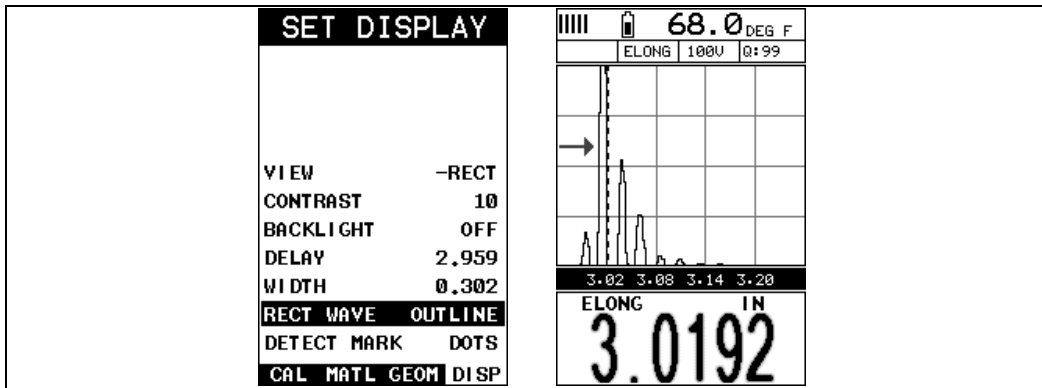 SET DISPLAY
VIEW -RECT
CONTRAST 10
BACKLIGHT OFF
DELAY 2.959
WIDTH 0.302
RECT WAVE OUTLINE
DETECT MARK DOTS
CAL MATL GEOM DISP
68.0 DEG F
ELONG 100V Q:99
3.02 3.08 3.14 3.20
ELONG IN
3.0192